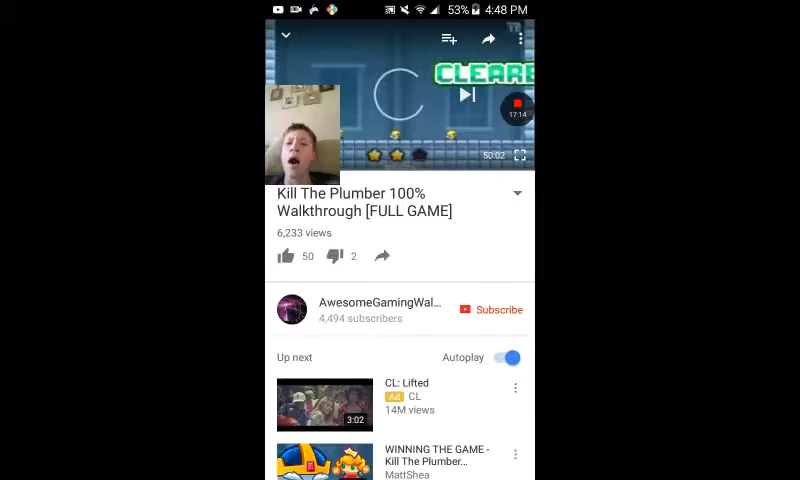 53% 4:48 PM
CLEARE
17:14
50:02
Kill The Plumber 100%
Walkthrough [FULL GAME]
6,233 views
50 2
AwesomeGamingWal...
Subscribe
4,494 subscribers
Up next Autoplay
CL: Lifted
Ad CL
14M views
3:02
WINNING THE GAME -
Kill The Plumber...
MattShea